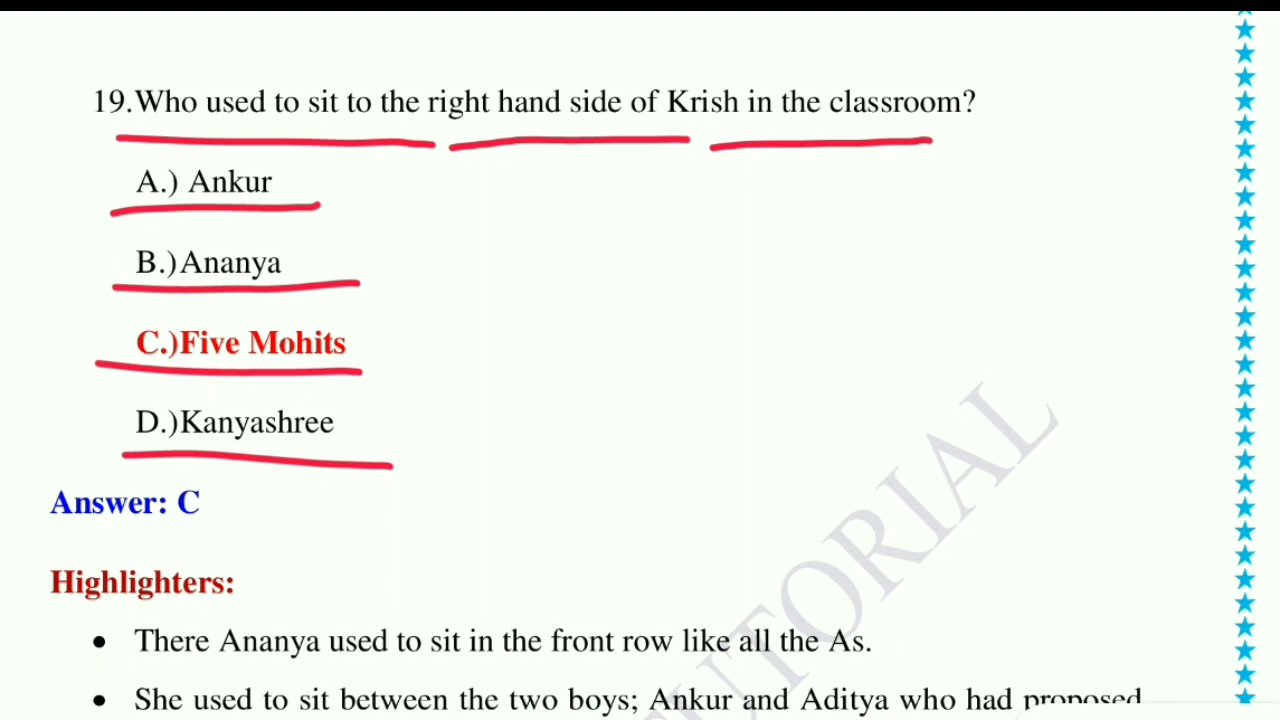 19.Who used to sit to the right hand side of Krish in the classroom?
A.) Ankur
B.)Ananya
C.)Five Mohits
D.)Kanyashree
Answer: C
Highlighters:
• There Ananya used to sit in the front row like all the As.
• She used to sit between the two boys; Ankur and Aditya who had proposed
TUTORIAL